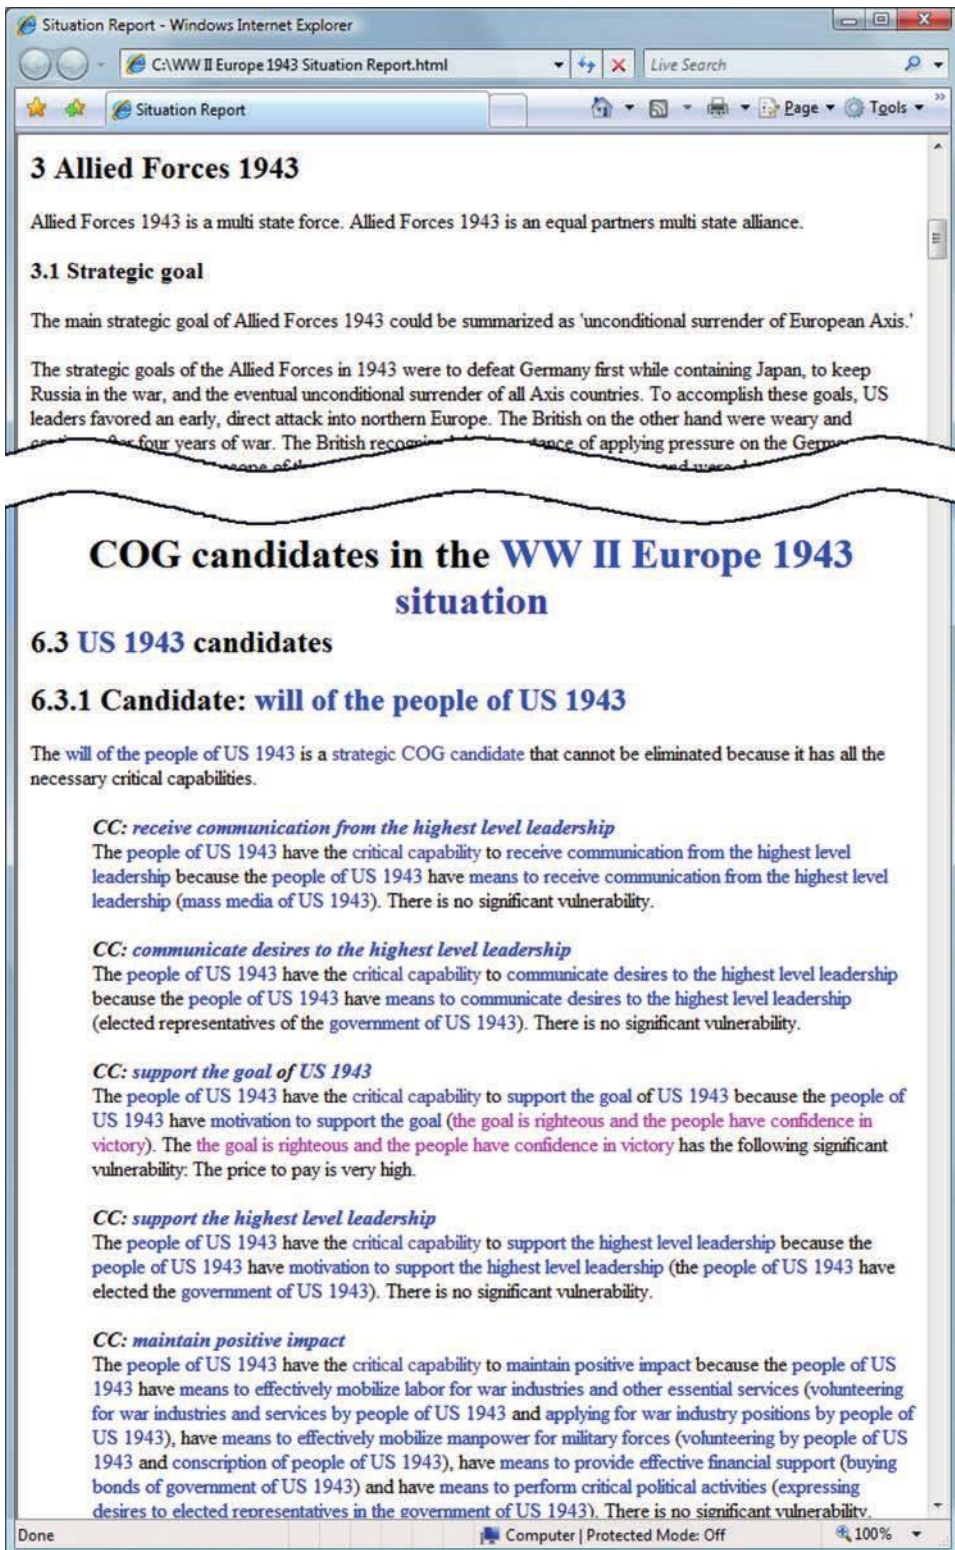 Situation Report - Windows Internet Explorer
C:\WW II Europe 1943 Situation Report.html
Live Search
Situation Report
Page
Tools
3 Allied Forces 1943
Allied Forces 1943 is a multi state force. Allied Forces 1943 is an equal partners multi state alliance.
3.1 Strategic goal
The main strategic goal of Allied Forces 1943 could be summarized as 'unconditional surrender of European Axis.'
The strategic goals of the Allied Forces in 1943 were to defeat Germany first while containing Japan, to keep
Russia in the war, and the eventual unconditional surrender of all Axis countries. To accomplish these goals, US
leaders favored an early, direct attack into northern Europe. The British on the other hand were weary and
four years of war. The British of applying pressure on the
COG candidates in the WW II Europe 1943
situation
6.3 US 1943 candidates
6.3.1 Candidate: will of the people of US 1943
The will of the people of US 1943 is a strategic COG candidate that cannot be eliminated because it has all the
necessary critical capabilities.
CC: receive communication from the highest level leadership
The people of US 1943 have the critical capability to receive communication from the highest level
leadership because the people of US 1943 have means to receive communication from the highest level
leadership (mass media of US 1943). There is no significant vulnerability.
CC: communicate desires to the highest level leadership
The people of US 1943 have the critical capability to communicate desires to the highest level leadership
because the people of US 1943 have means to communicate desires to the highest level leadership
(elected representatives of the government of US 1943). There is no significant vulnerability.
CC: support the goal of US 1943
The people of US 1943 have the critical capability to support the goal of US 1943 because the people of
US 1943 have motivation to support the goal (the goal is righteous and the people have confidence in
victory). The the goal is righteous and the people have confidence in victory has the following significant
vulnerability: The price to pay is very high.
CC: support the highest level leadership
The people of US 1943 have the critical capability to support the highest level leadership because the
people of US 1943 have motivation to support the highest level leadership (the people of US 1943 have
elected the government of US 1943). There is no significant vulnerability.
CC: maintain positive impact
The people of US 1943 have the critical capability to maintain positive impact because the people of US
1943 have means to effectively mobilize labor for war industries and other essential services (volunteering
for war industries and services by people of US 1943 and applying for war industry positions by people of
US 1943), have means to effectively mobilize manpower for military forces (volunteering by people of US
1943 and conscription of people of US 1943), have means to provide effective financial support (buying
bonds of government of US 1943) and have means to perform critical political activities (expressing
desires to elected representatives in the government of US 1943). There is no significant vulnerability.
Done
Computer | Protected Mode: Off
100%